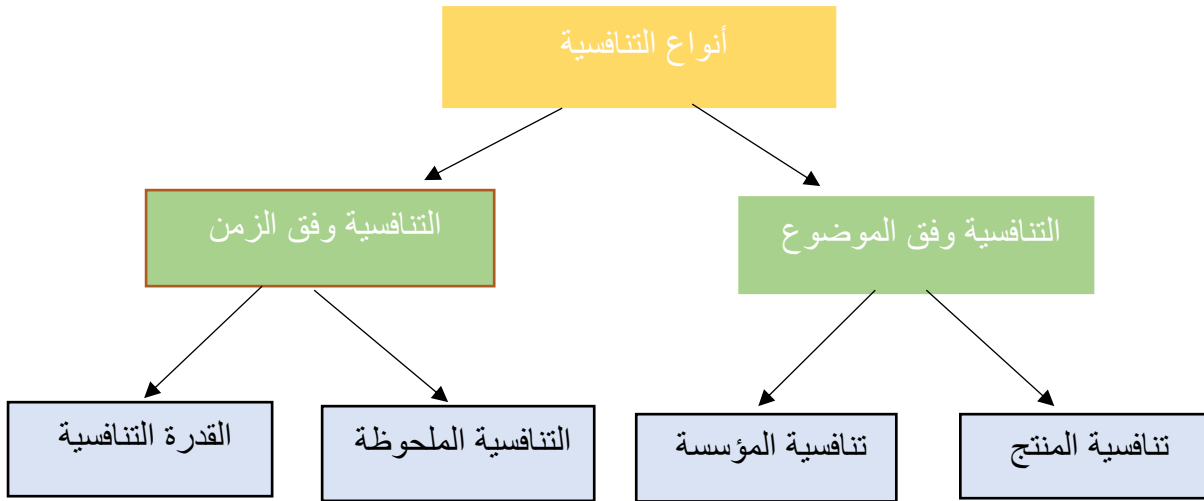 أنواع التنافسية
التنافسية وفق الموضوع
التنافسية وفق الزمن
تنافسية المنتج
تنافسية المؤسسة
التنافسية الملحوظة
القدرة التنافسية